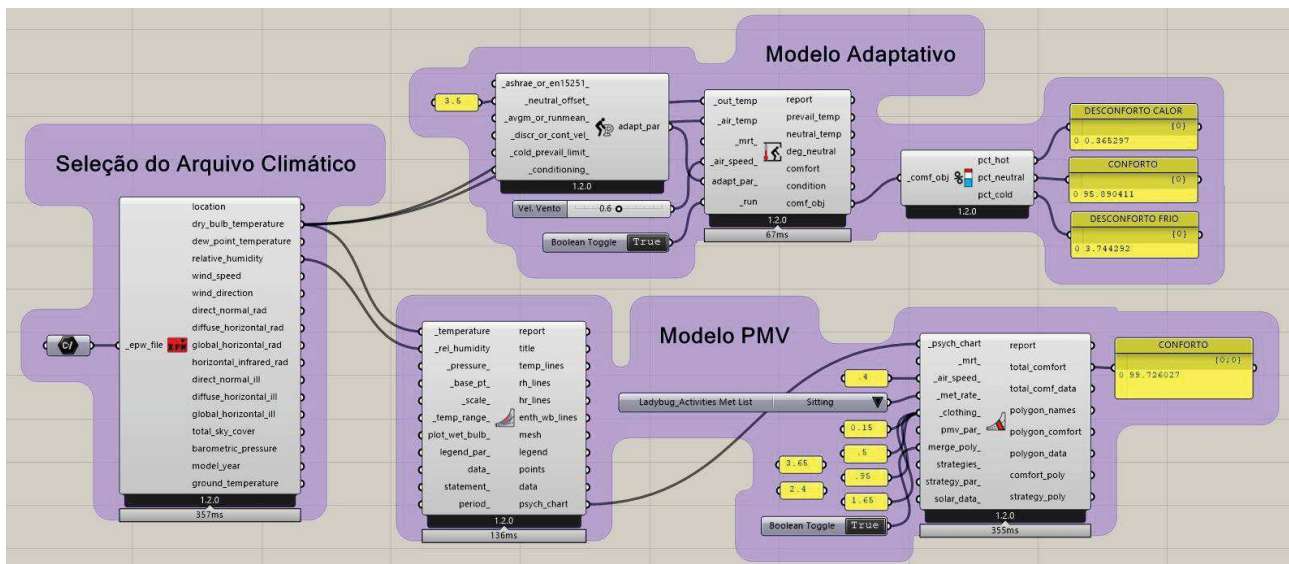 Modelo Adaptativo
_ashrae_or_en15251_
_neutral_offset_
_avgm_or_runmean_
_discr_or_cont_vel_
_cold_prevail_limit_
_conditioning_
adapt_par
1.2.0
3.5
Vel. Vento 0.6
Boolean Toggle True
_out_temp
_air_temp
_mrt_
_air_speed_
adapt_par_
_run
report
prevail_temp
neutral_temp
deg_neutral
comfort
condition
comf_obj
1.2.0
67ms
_comf_obj
pct_hot
pct_neutral
pct_cold
1.2.0
DESCONFORTO CALOR
{0}
0 0.365297
CONFORTO
{0}
0 95.890411
DESCONFORTO FRIO
{0}
0 3.744292
Seleção do Arquivo Climático
C/
_epw_file
EPW
location
dry_bulb_temperature
dew_point_temperature
relative_humidity
wind_speed
wind_direction
direct_normal_rad
diffuse_horizontal_rad
global_horizontal_rad
horizontal_infrared_rad
direct_normal_ill
diffuse_horizontal_ill
global_horizontal_ill
total_sky_cover
barometric_pressure
model_year
ground_temperature
1.2.0
357ms
Modelo PMV
_temperature
_rel_humidity
_pressure_
_base_pt_
_scale_
_temp_range_
plot_wet_bulb_
legend_par_
data_
statement_
period_
report
title
temp_lines
rh_lines
hr_lines
enth_wb_lines
mesh
legend
points
data
psych_chart
1.2.0
136ms
.4
Ladybug_Activities Met List Sitting
0.15
.5
3.65
.95
2.4
1.65
Boolean Toggle True
_psych_chart
_mrt_
_air_speed_
_met_rate_
_clothing_
pmv_par_
merge_poly_
strategies_
strategy_par_
solar_data_
report
total_comfort
total_comf_data
polygon_names
polygon_comfort
polygon_data
comfort_poly
strategy_poly
1.2.0
355ms
CONFORTO
{0;0}
0 99.726027